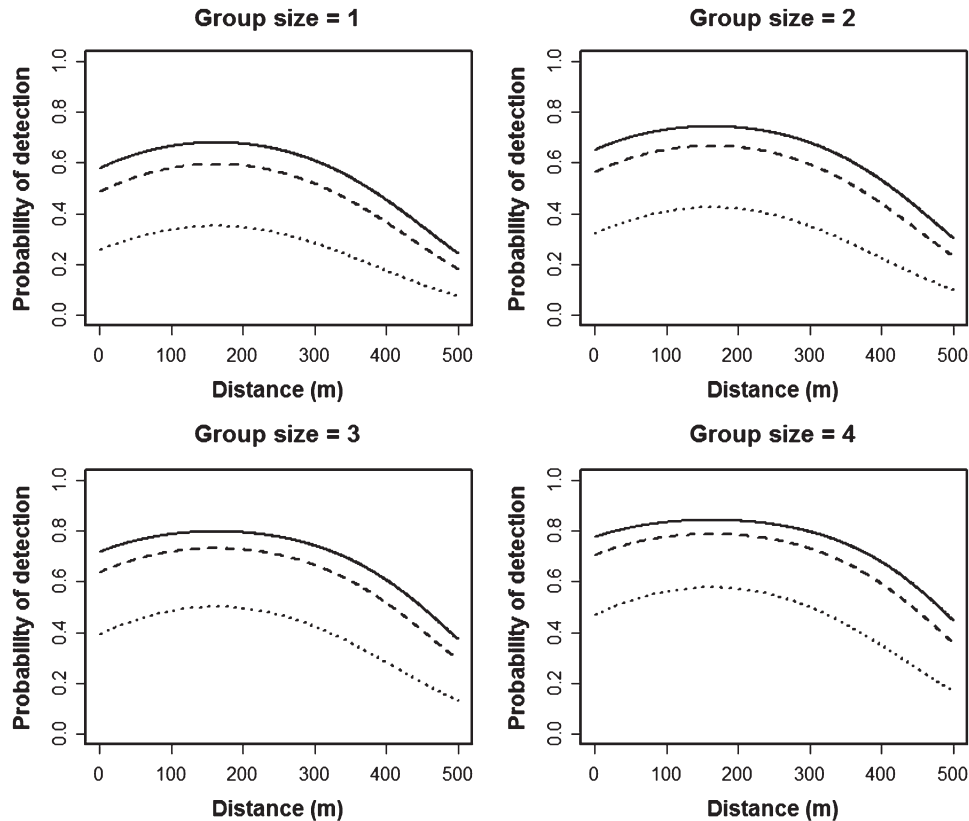 Group size = 1
Probability of detection
1.0
0.8
0.6
0.4
0.2
0.0
0 100 200 300 400 500
Distance (m)
Group size = 2
Probability of detection
1.0
0.8
0.6
0.4
0.2
0.0
0 100 200 300 400 500
Distance (m)
Group size = 3
Probability of detection
1.0
0.8
0.6
0.4
0.2
0.0
0 100 200 300 400 500
Distance (m)
Group size = 4
Probability of detection
1.0
0.8
0.6
0.4
0.2
0.0
0 100 200 300 400 500
Distance (m)